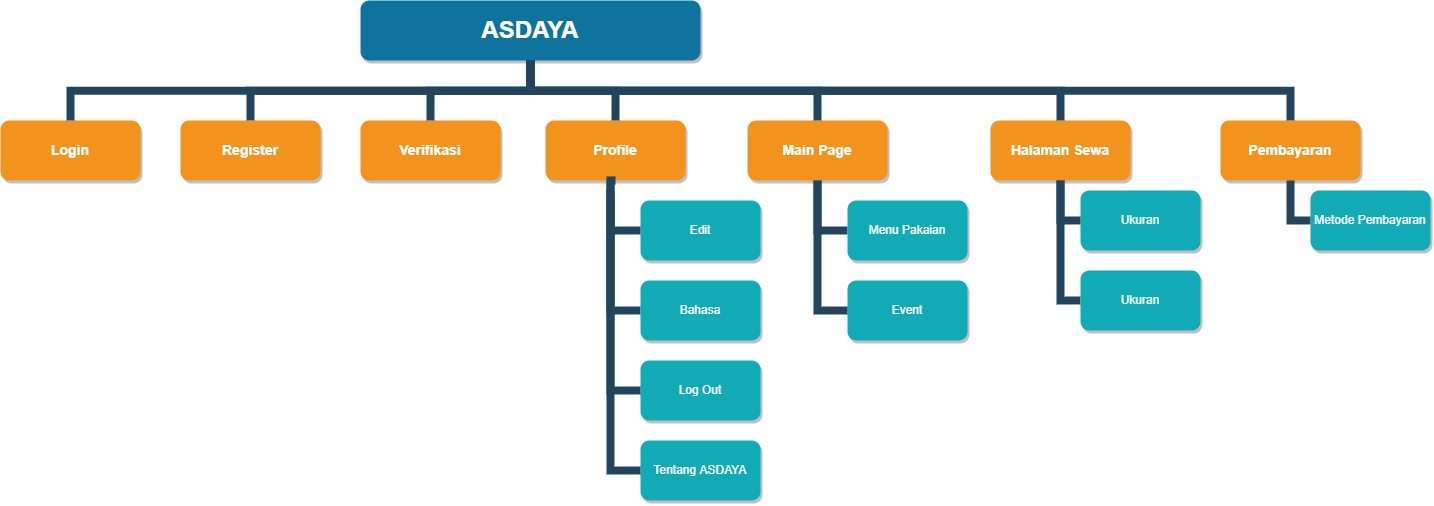 ASDAYA
Login
Register
Verifikasi
Profile
Main Page
Halaman Sewa
Pembayaran
Edit
Bahasa
Log Out
Tentang ASDAYA
Menu Pakaian
Event
Ukuran
Ukuran
Metode Pembayaran